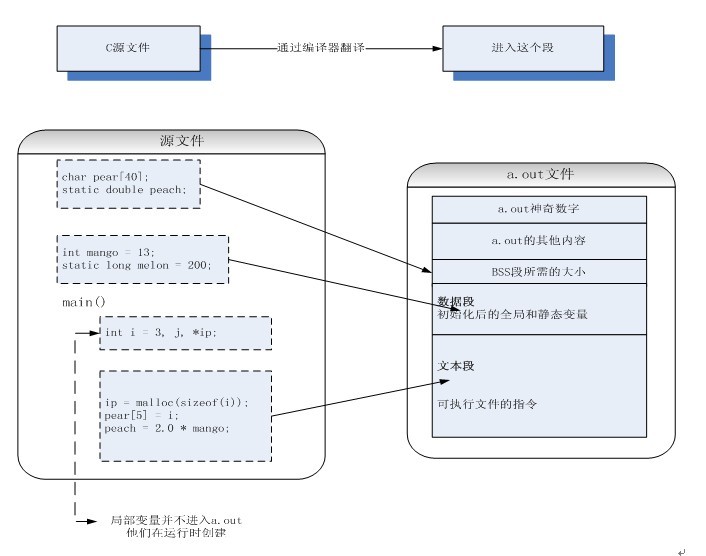 C源文件
通过编译器翻译
进入这个段
源文件
char pear[40];
static double peach;
int mango = 13;
static long melon = 200;
main()
int i = 3, j, *ip;
ip = malloc(sizeof(i));
pear[5] = i;
peach = 2.0 * mango;
局部变量并不进入a.out
他们在运行时创建
a.out文件
a.out神奇数字
a.out的其他内容
BSS段所需的大小
数据段
初始化后的全局和静态变量
文本段
可执行文件的指令